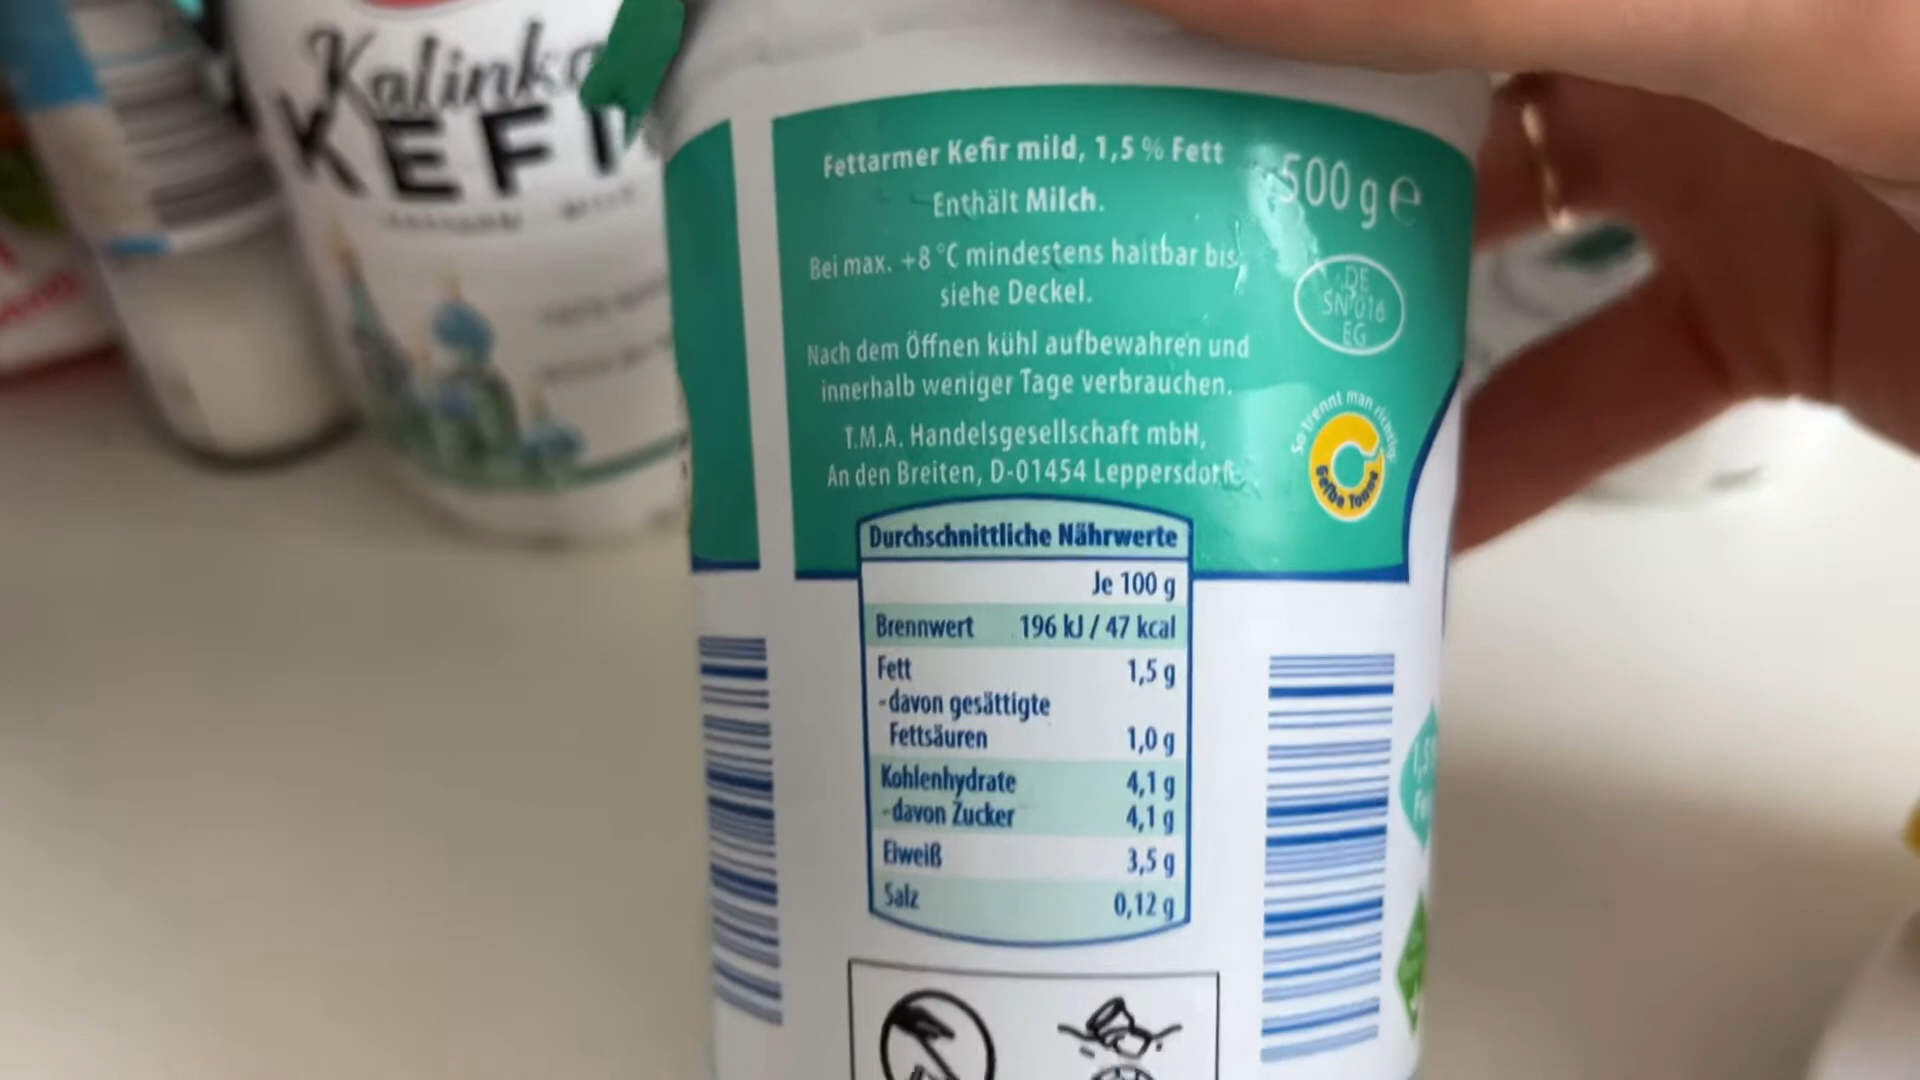 Kalinka
KEFI
Fettarmer Kefir mild, 1,5 % Fett
500 g e
Enthält Milch.
Bei max. +8 °C mindestens haltbar bis,
siehe Deckel.
DE
SN 016
EG
Nach dem Öffnen kühl aufbewahren und
innerhalb weniger Tage verbrauchen.
So trennt man richtig:
Gelbe Tonne
T.M.A. Handelsgesellschaft mbH,
An den Breiten, D-01454 Leppersdorf
Durchschnittliche Nährwerte
Je 100 g
Brennwert 196 kJ / 47 kcal
Fett 1,5 g
-davon gesättigte
Fettsäuren 1,0 g
Kohlenhydrate 4,1 g
-davon Zucker 4,1 g
Eiweiß 3,5 g
Salz 0,12 g